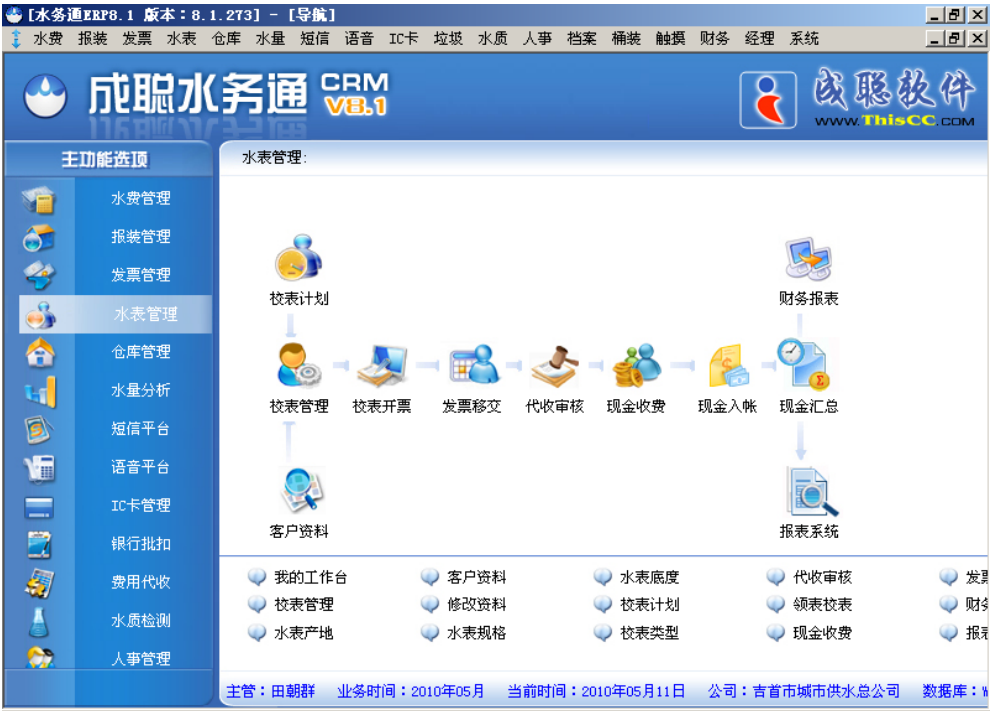 [水务通ERP8.1 版本：8.1.273] - [导航]
水费 报装 发票 水表 仓库 水量 短信 语音 IC卡 垃圾 水质 人事 档案 桶装 触摸 财务 经理 系统
成聪水务通 CRM V8.1
成聪软件
WWW.ThisCC.COM
主功能选项
水费管理
报装管理
发票管理
水表管理
仓库管理
水量分析
短信平台
语音平台
IC卡管理
银行批扣
费用代收
水质检测
人事管理
水表管理:
校表计划 财务报表
校表管理 校表开票 发票移交 代收审核 现金收费 现金入帐 现金汇总
客户资料 报表系统
我的工作台 客户资料 水表底度 代收审核 发票
校表管理 修改资料 校表计划 领表校表 财务
水表产地 水表规格 校表类型 现金收费 报表
主管：田朝群 业务时间：2010年05月 当前时间：2010年05月11日 公司：吉首市城市供水总公司 数据库：